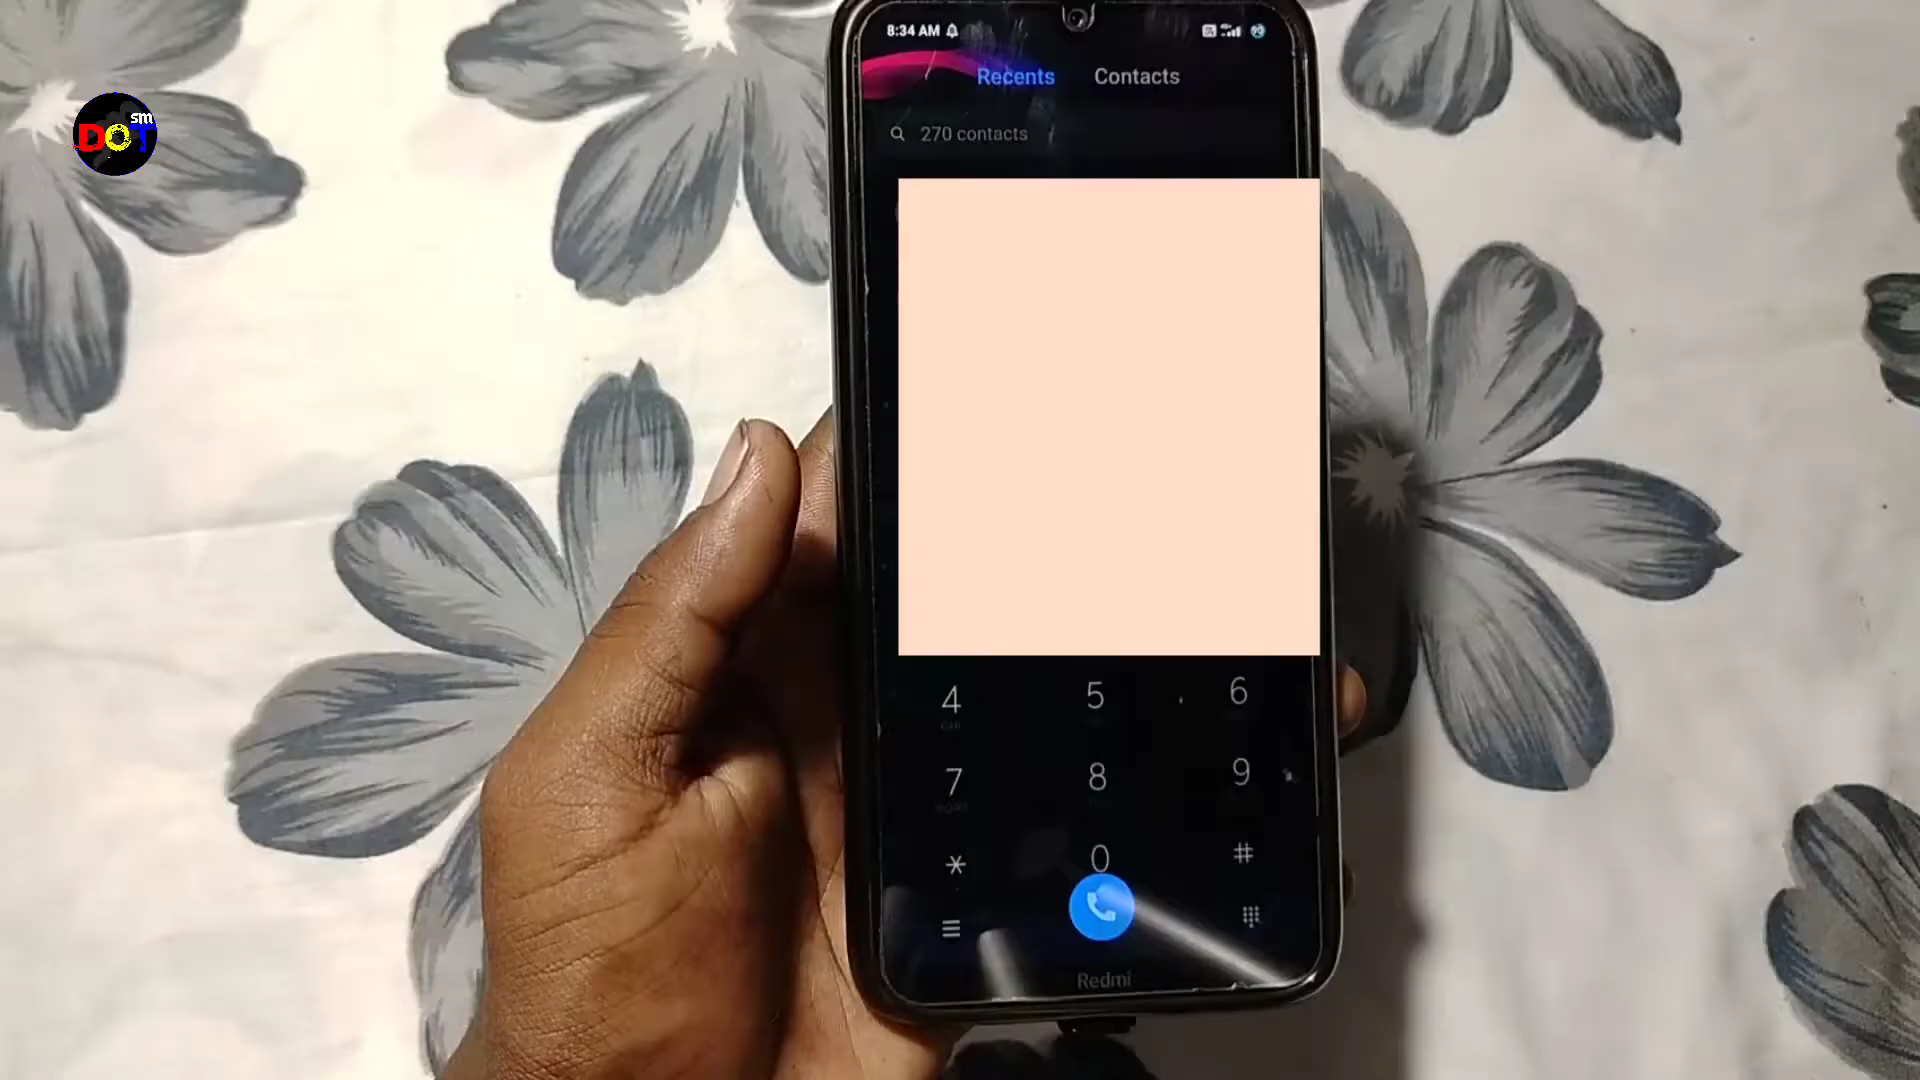 8:34 AM
Recents Contacts
270 contacts
sm
DOT
4 5 6
7 8 9
* 0 #
Redmi